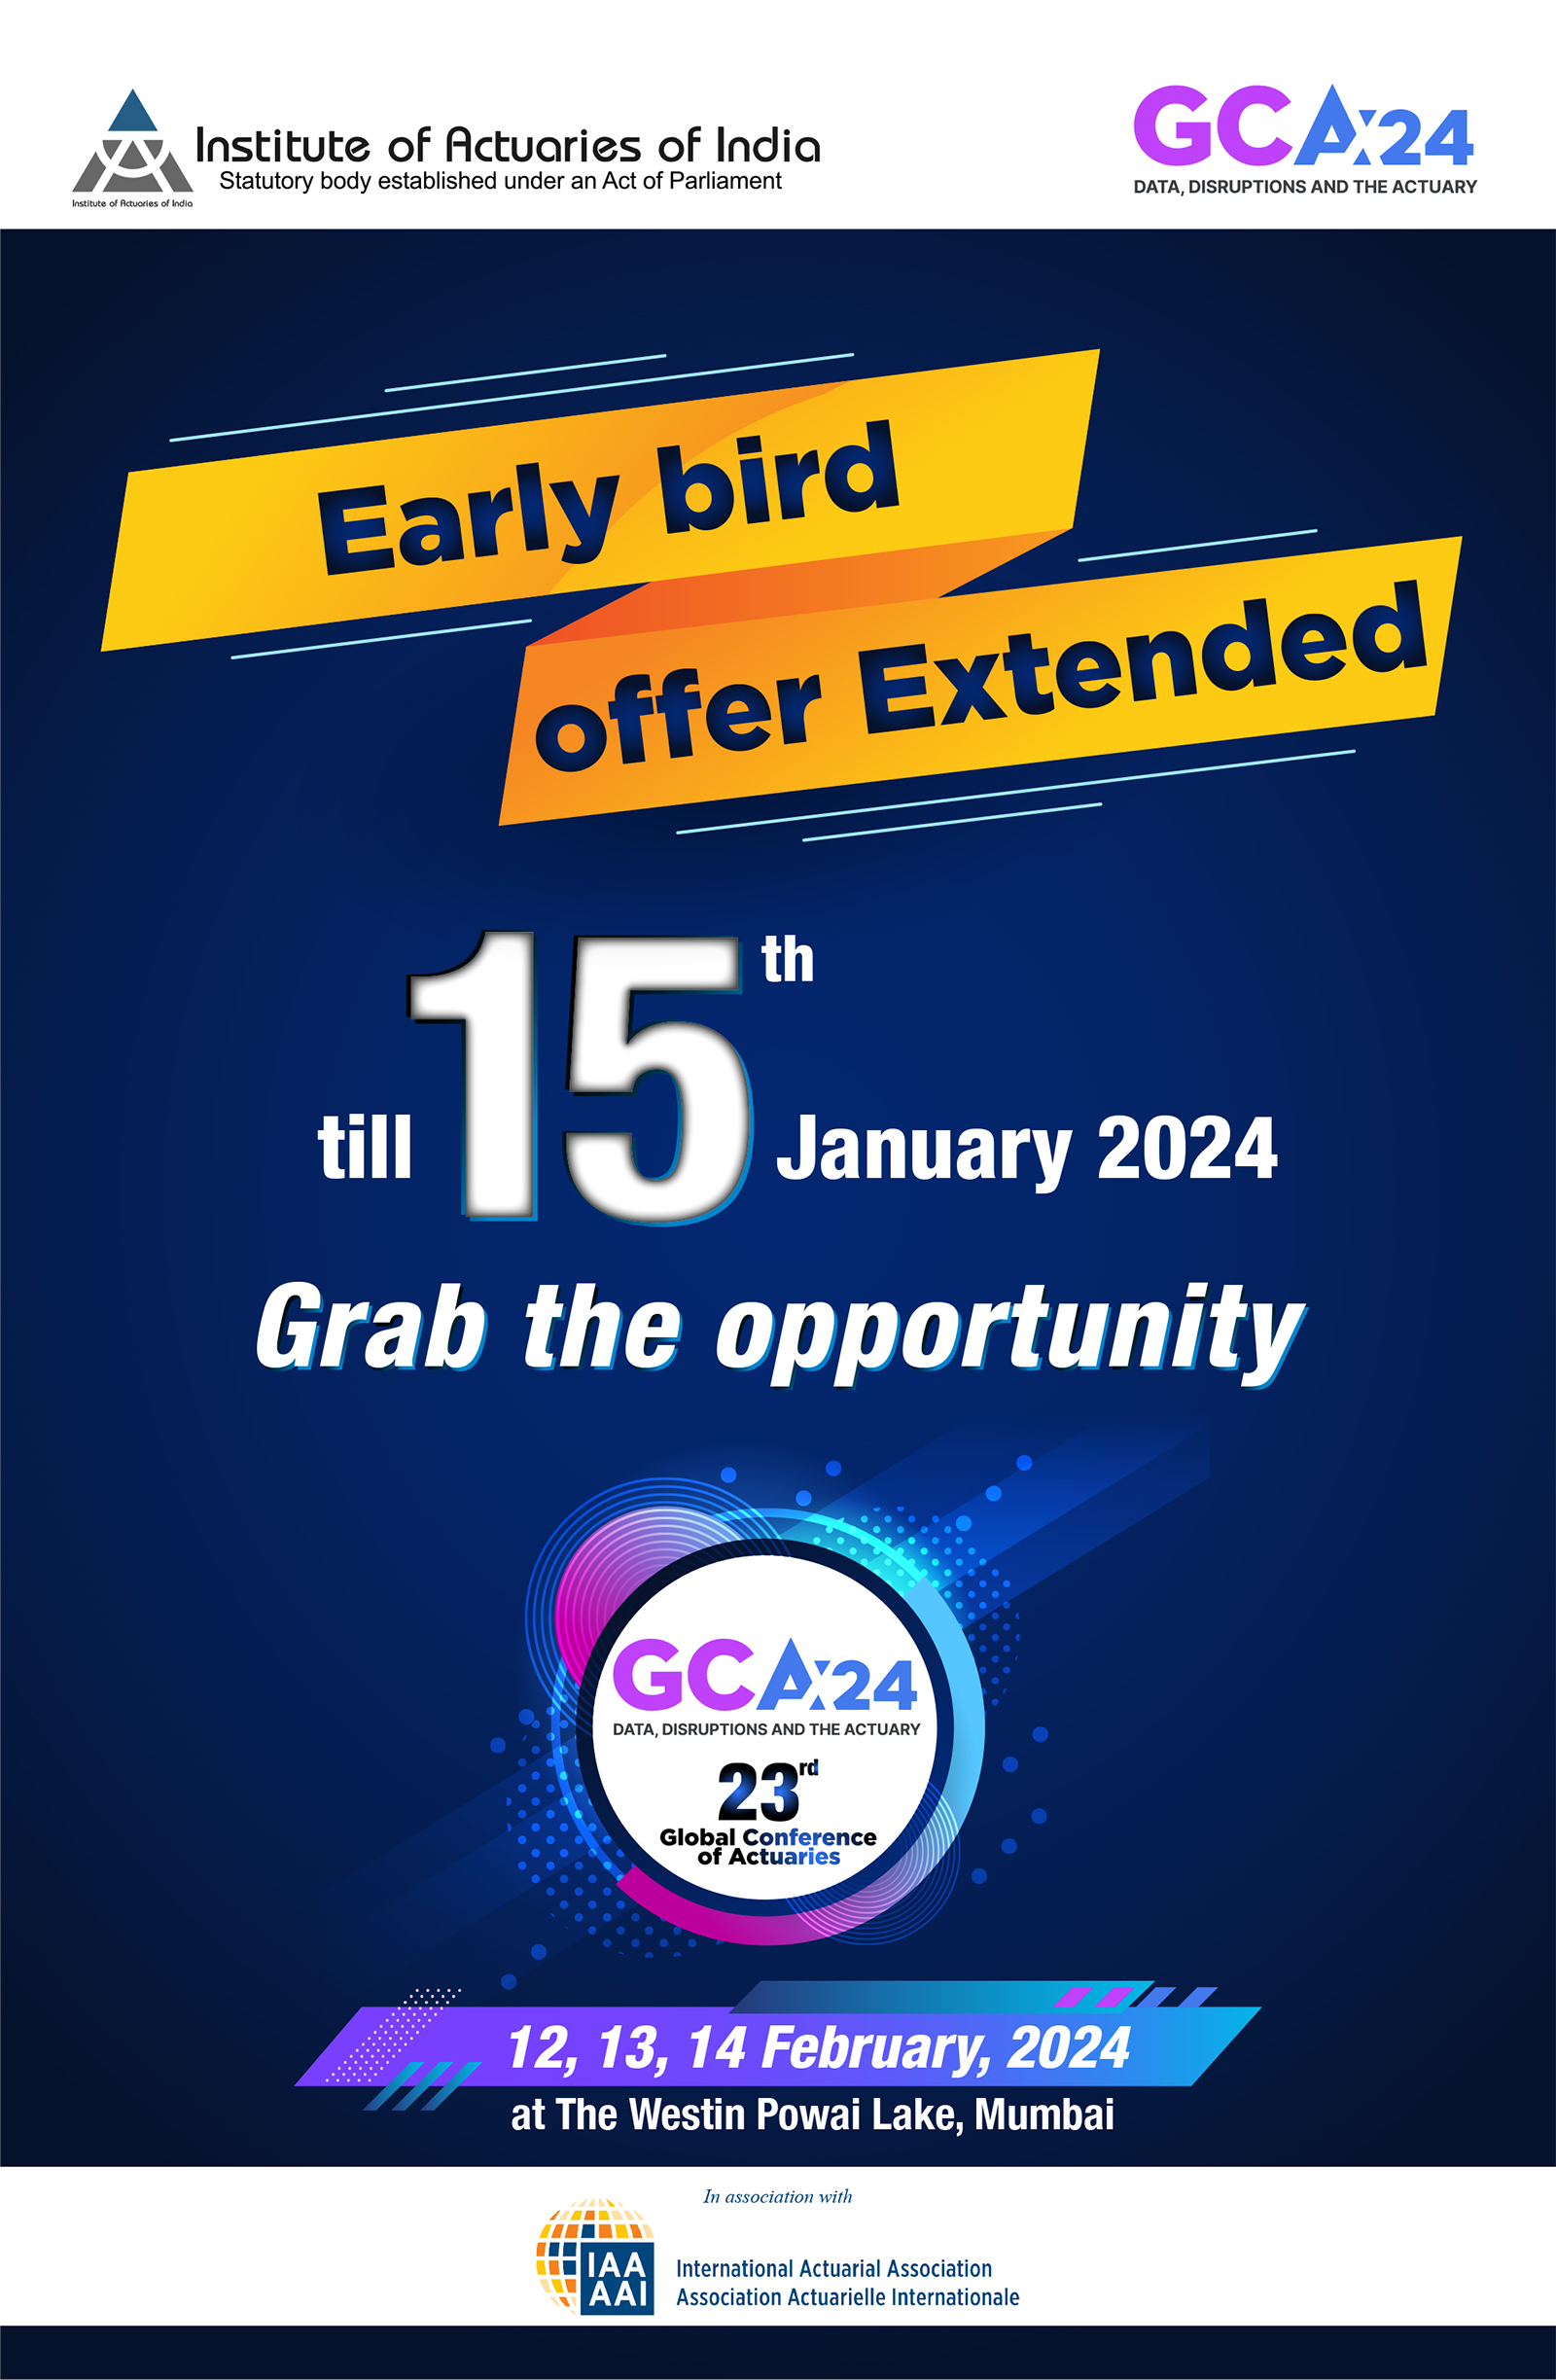 Institute of Actuaries of India
Statutory body established under an Act of Parliament
Institute of Actuaries of India
GCA24
DATA, DISRUPTIONS AND THE ACTUARY
Early bird
offer Extended
till 15th January 2024
Grab the opportunity
GCA24
DATA, DISRUPTIONS AND THE ACTUARY
23rd
Global Conference
of Actuaries
12, 13, 14 February, 2024
at The Westin Powai Lake, Mumbai
In association with
IAA
AAI
International Actuarial Association
Association Actuarielle Internationale